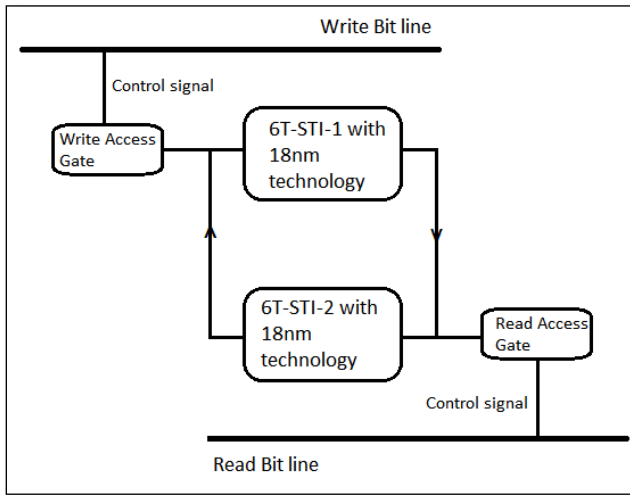 Write Bit line
Control signal
Write Access
Gate
6T-STI-1 with
18nm
technology
6T-STI-2 with
18nm
technology
Read Access
Gate
Control signal
Read Bit line